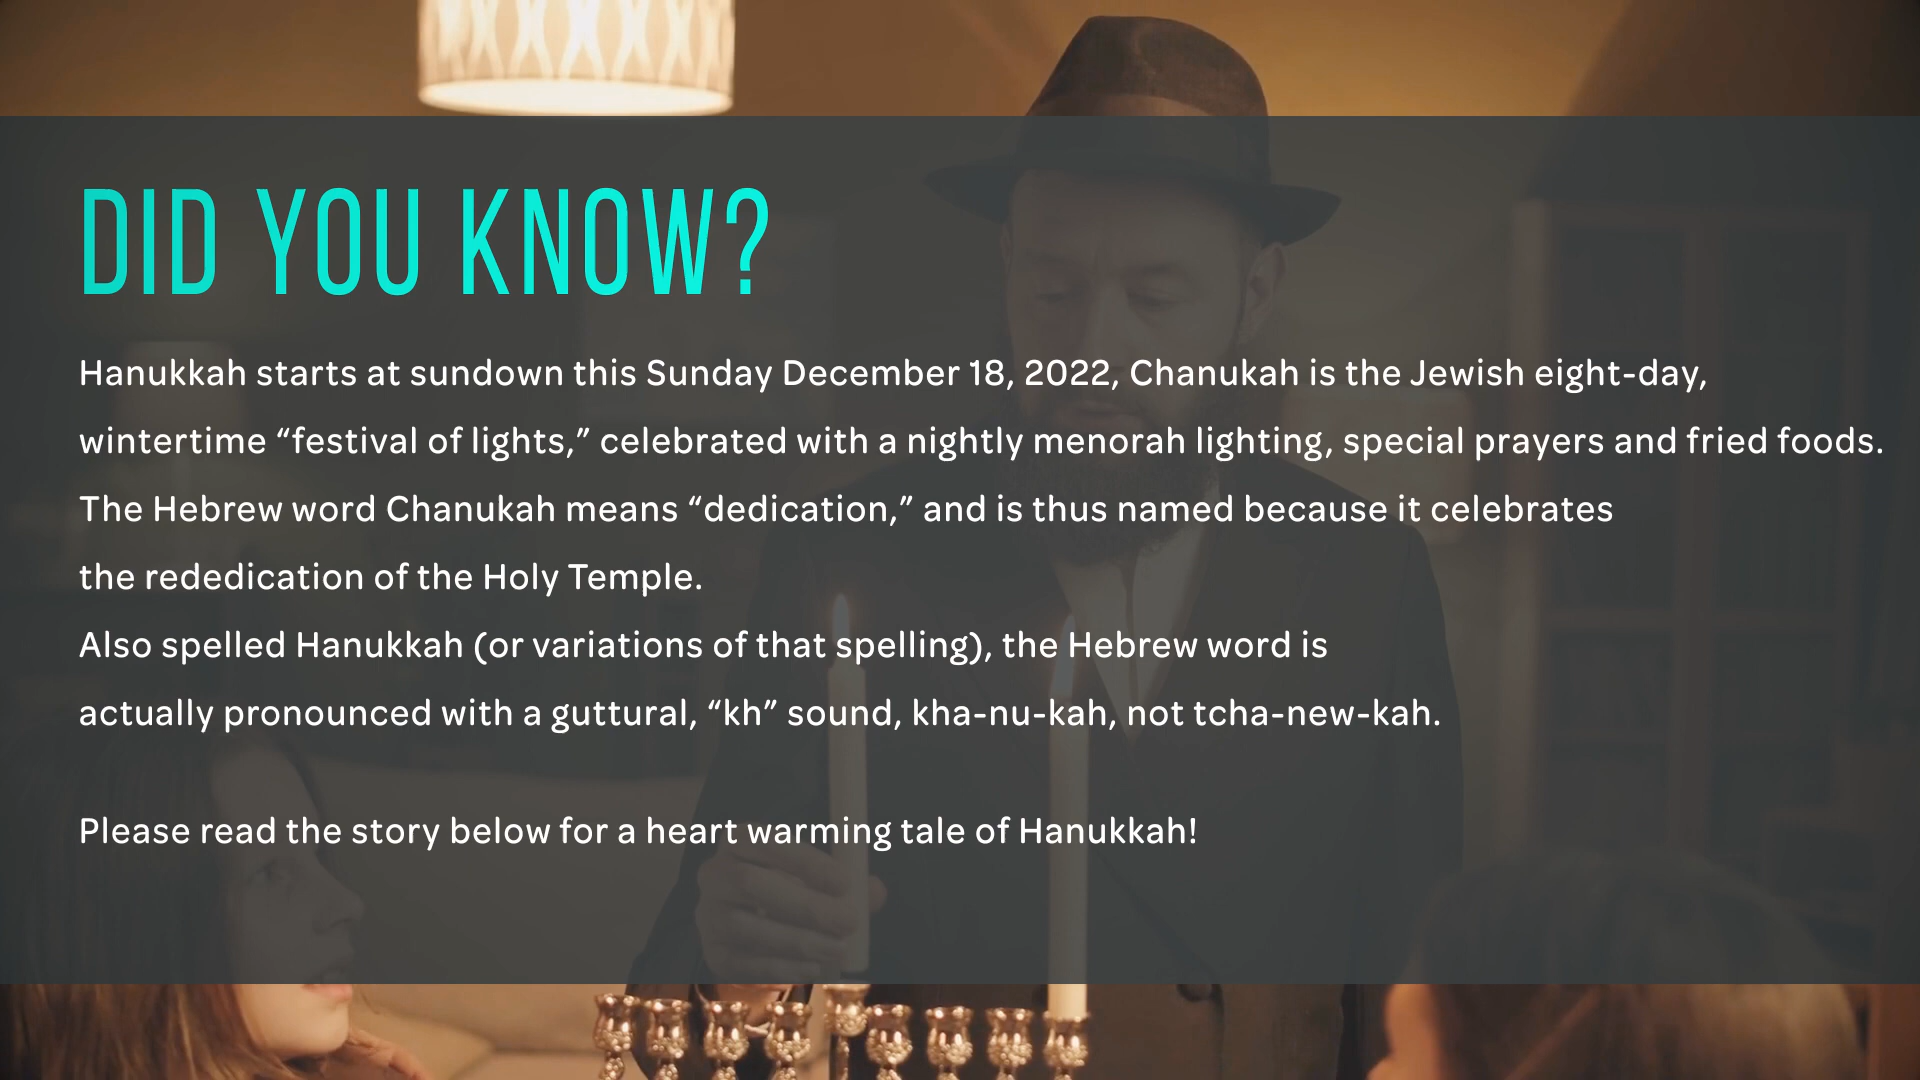 DID YOU KNOW?
Hanukkah starts at sundown this Sunday December 18, 2022, Chanukah is the Jewish eight-day,
wintertime “festival of lights,” celebrated with a nightly menorah lighting, special prayers and fried foods.
The Hebrew word Chanukah means “dedication,” and is thus named because it celebrates
the rededication of the Holy Temple.
Also spelled Hanukkah (or variations of that spelling), the Hebrew word is
actually pronounced with a guttural, “kh” sound, kha-nu-kah, not tcha-new-kah.
Please read the story below for a heart warming tale of Hanukkah!